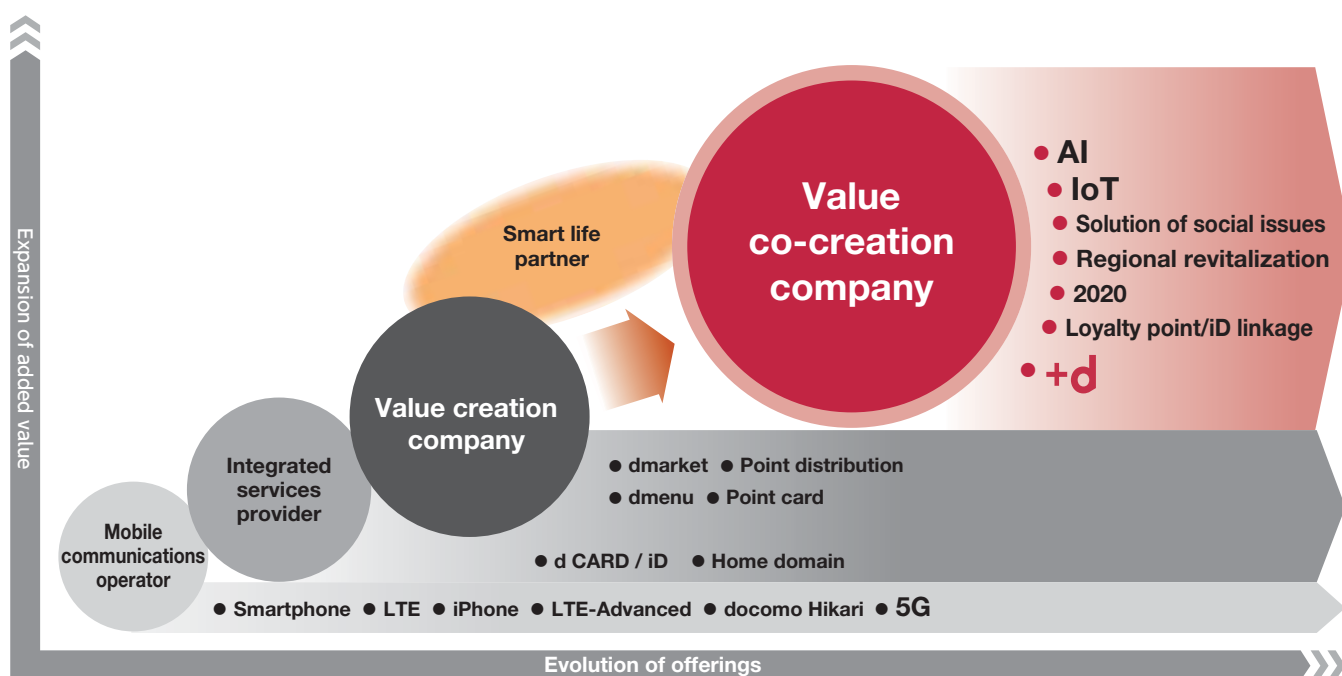 Expansion of added value
Mobile
communications
operator
Integrated
services
provider
Value creation
company
Smart life
partner
Value
co-creation
company
● AI
● IoT
● Solution of social issues
● Regional revitalization
● 2020
● Loyalty point/iD linkage
● +d
● dmarket ● Point distribution
● dmenu ● Point card
● d CARD / iD ● Home domain
● Smartphone ● LTE ● iPhone ● LTE-Advanced ● docomo Hikari ● 5G
Evolution of offerings